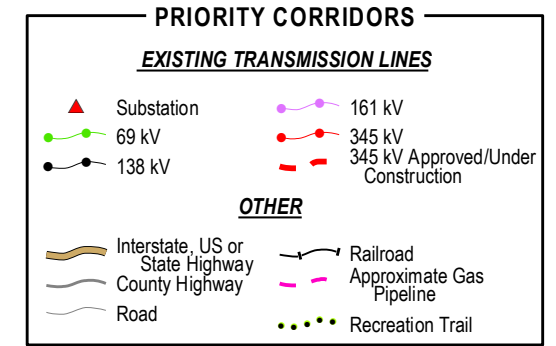 PRIORITY CORRIDORS
EXISTING TRANSMISSION LINES
Substation
69 kV
138 kV
161 kV
345 kV
345 kV Approved/Under
Construction
OTHER
Interstate, US or
State Highway
County Highway
Road
Railroad
Approximate Gas
Pipeline
Recreation Trail